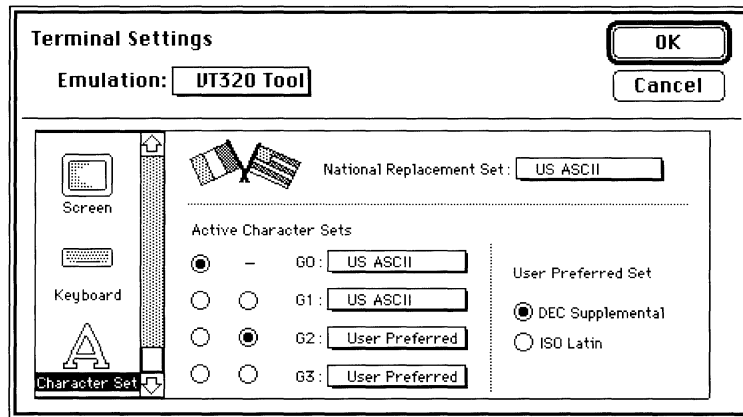 Terminal Settings
OK
Emulation: VT320 Tool
Cancel
Screen
Keyboard
Character Set
National Replacement Set: US ASCII
Active Character Sets
– G0: US ASCII
G1: US ASCII
G2: User Preferred
G3: User Preferred
User Preferred Set
DEC Supplemental
ISO Latin